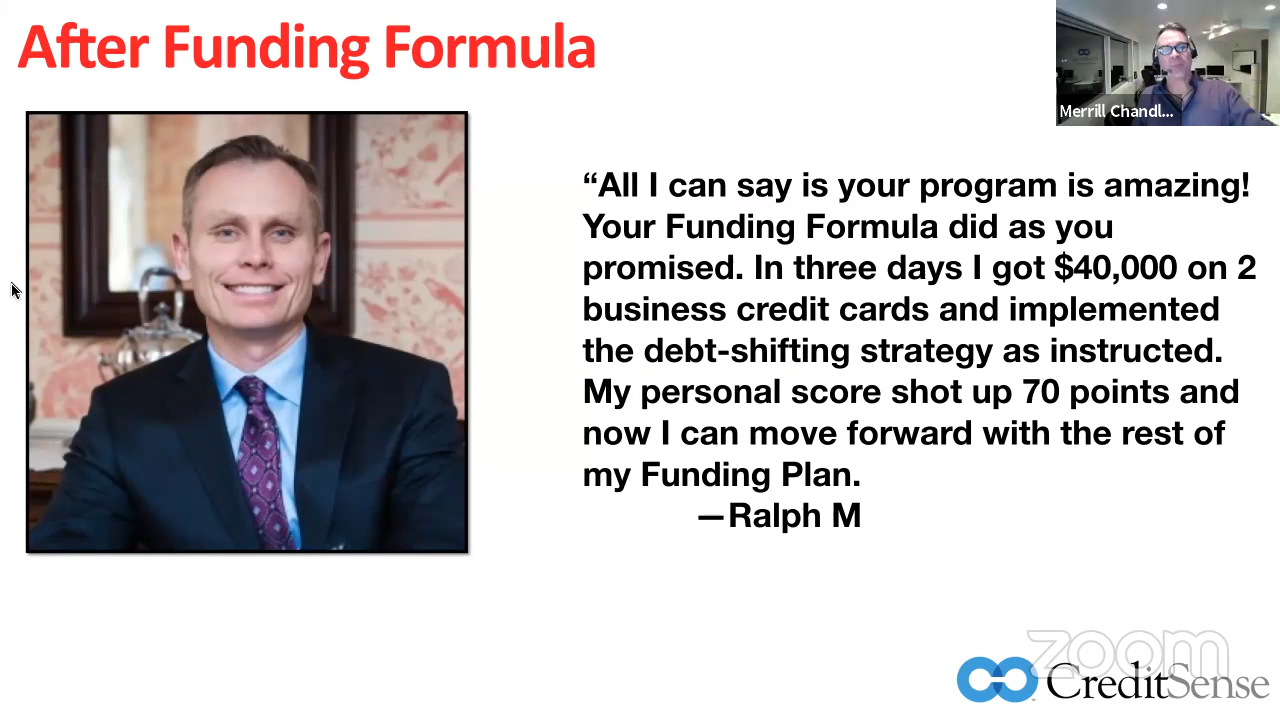 After Funding Formula
Merrill Chandl...
“All I can say is your program is amazing!
Your Funding Formula did as you
promised. In three days I got $40,000 on 2
business credit cards and implemented
the debt-shifting strategy as instructed.
My personal score shot up 70 points and
now I can move forward with the rest of
my Funding Plan.
—Ralph M
zoom
CreditSense